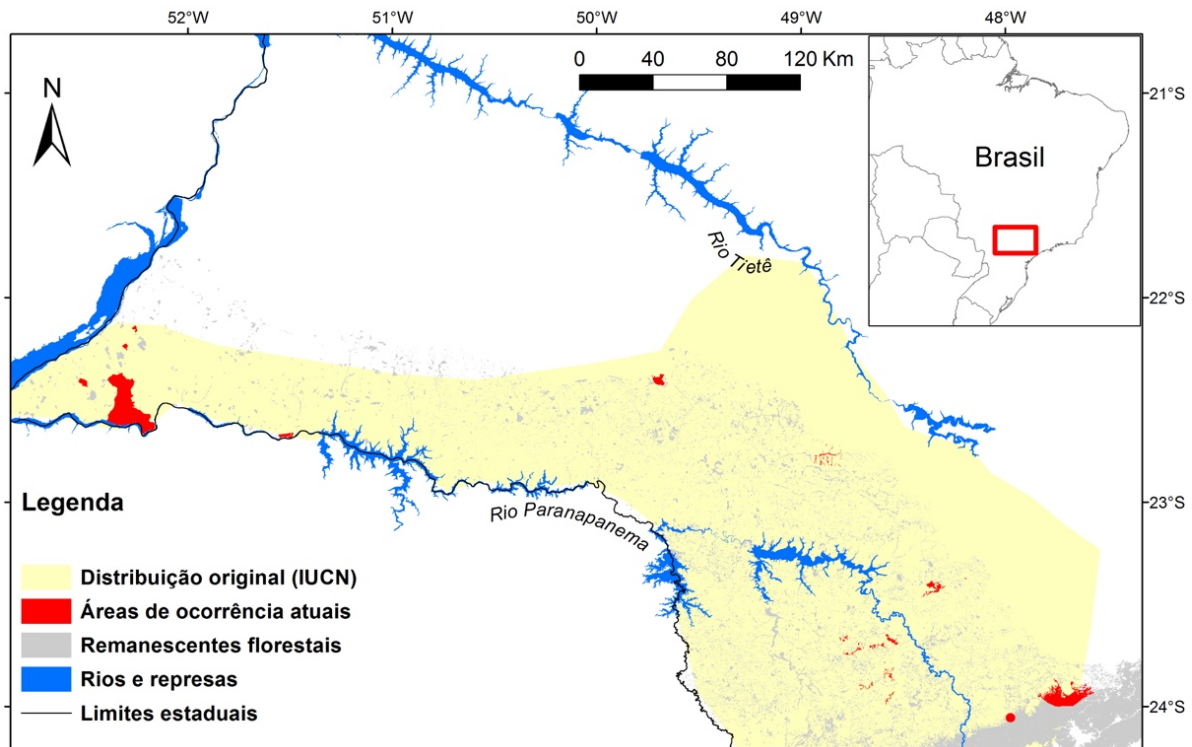 52°W 51°W 50°W 49°W 48°W
0 40 80 120 Km
N
Brasil
21°S
Rio Tietê
22°S
Rio Paranapanema
23°S
24°S
Legenda
Distribuição original (IUCN)
Áreas de ocorrência atuais
Remanescentes florestais
Rios e represas
Limites estaduais